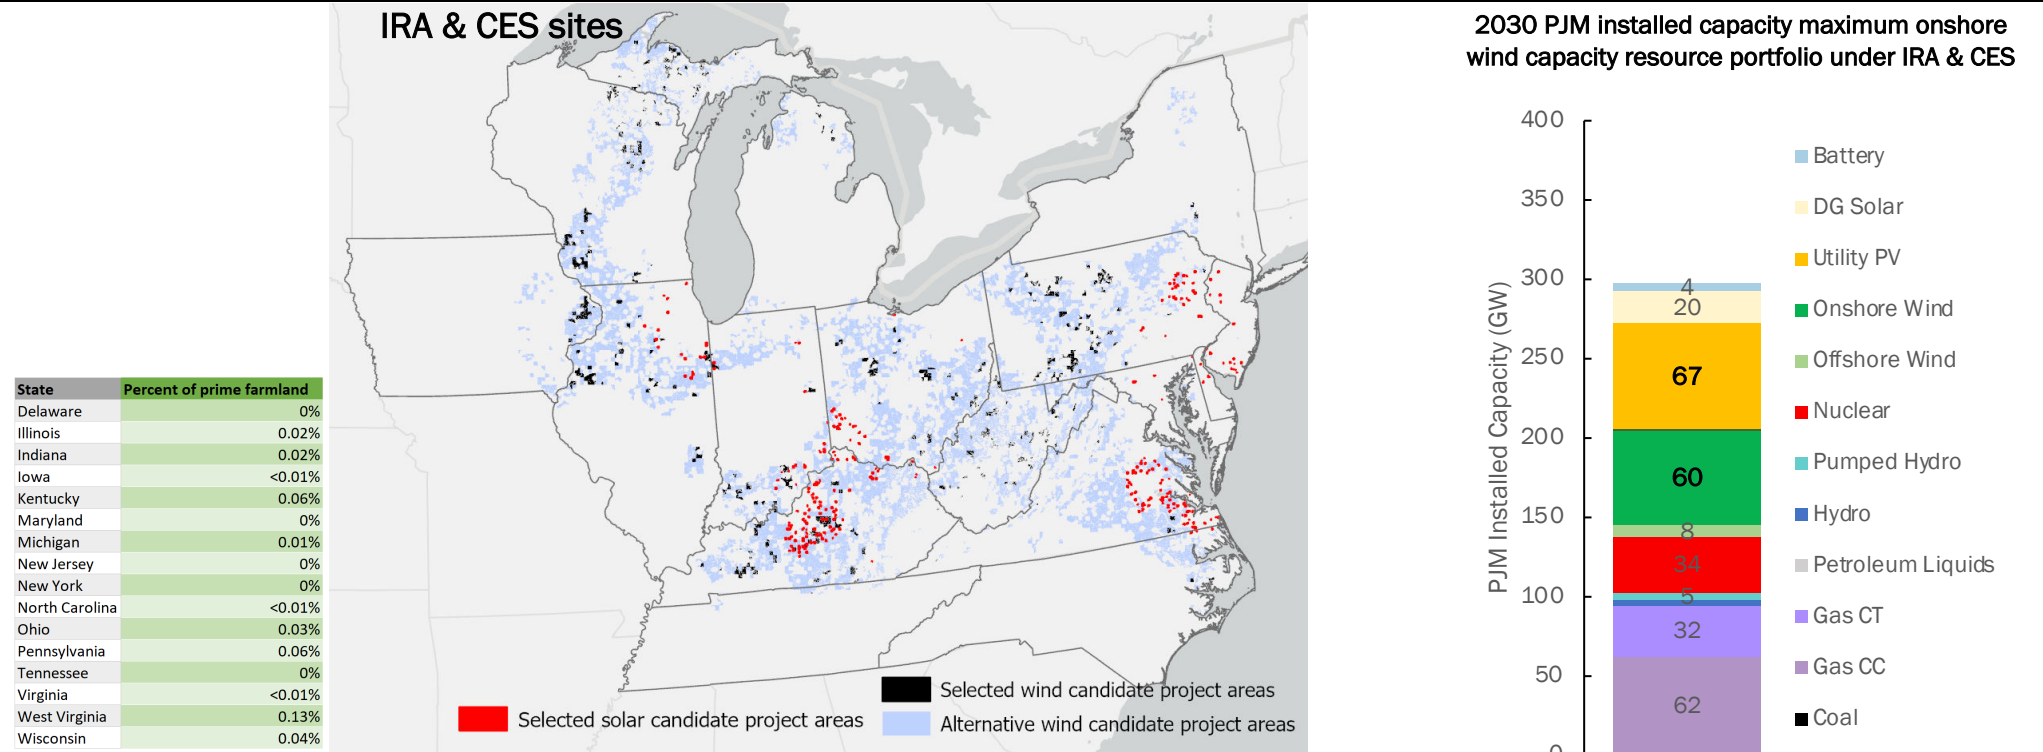 IRA & CES sites
State Percent of prime farmland
Delaware 0%
Illinois 0.02%
Indiana 0.02%
Iowa <0.01%
Kentucky 0.06%
Maryland 0%
Michigan 0.01%
New Jersey 0%
New York 0%
North Carolina <0.01%
Ohio 0.03%
Pennsylvania 0.06%
Tennessee 0%
Virginia <0.01%
West Virginia 0.13%
Wisconsin 0.04%
Selected wind candidate project areas
Selected solar candidate project areas
Alternative wind candidate project areas
2030 PJM installed capacity maximum onshore
wind capacity resource portfolio under IRA & CES
PJM Installed Capacity (GW)
400
350
300
250
200
150
100
50
0
4
20
67
60
8
34
5
32
62
Battery
DG Solar
Utility PV
Onshore Wind
Offshore Wind
Nuclear
Pumped Hydro
Hydro
Petroleum Liquids
Gas CT
Gas CC
Coal